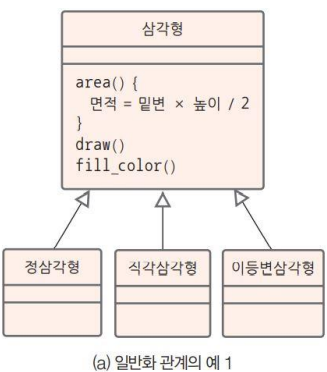 삼각형
area() {
면적 = 밑변 × 높이 / 2
}
draw()
fill_color()
정삼각형
직각삼각형
이등변삼각형
(a) 일반화 관계의 예 1